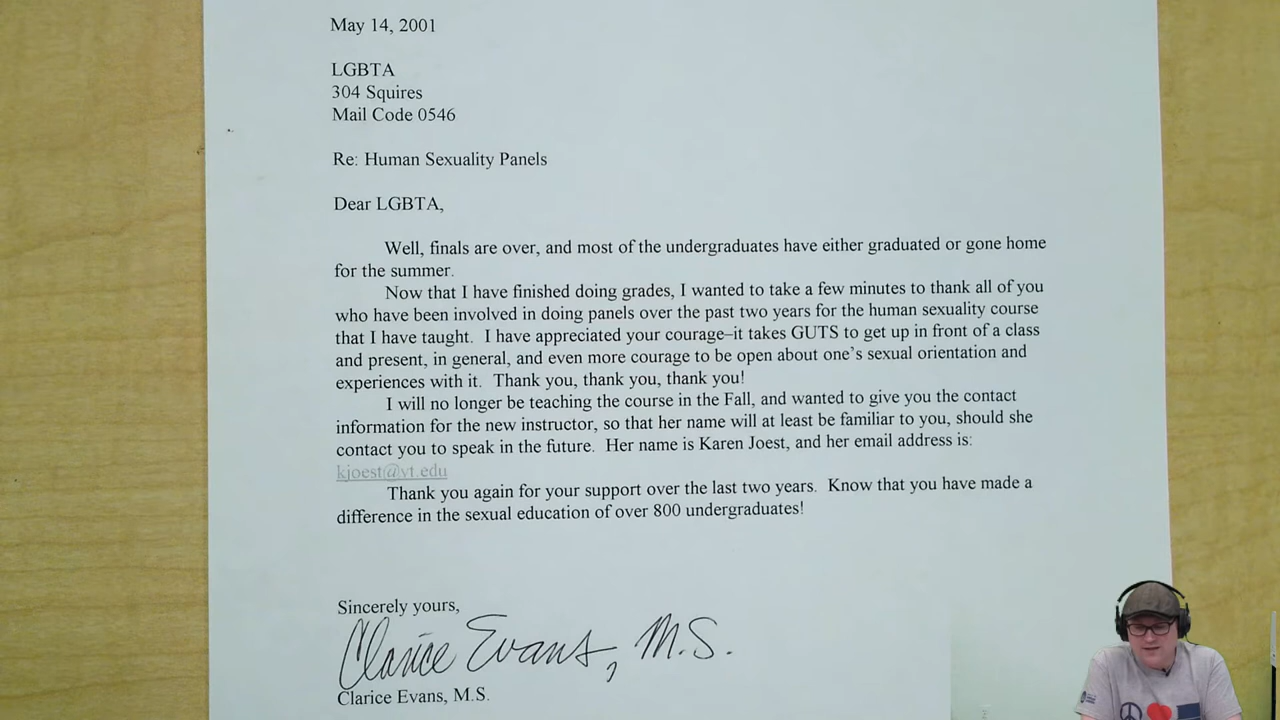 May 14, 2001
LGBTA
304 Squires
Mail Code 0546
Re: Human Sexuality Panels
Dear LGBTA,
Well, finals are over, and most of the undergraduates have either graduated or gone home
for the summer.
Now that I have finished doing grades, I wanted to take a few minutes to thank all of you
who have been involved in doing panels over the past two years for the human sexuality course
that I have taught. I have appreciated your courage–it takes GUTS to get up in front of a class
and present, in general, and even more courage to be open about one's sexual orientation and
experiences with it. Thank you, thank you, thank you!
I will no longer be teaching the course in the Fall, and wanted to give you the contact
information for the new instructor, so that her name will at least be familiar to you, should she
contact you to speak in the future. Her name is Karen Joest, and her email address is:
kjoest@vt.edu
Thank you again for your support over the last two years. Know that you have made a
difference in the sexual education of over 800 undergraduates!
Sincerely yours,
Clarice Evans, M.S.
Clarice Evans, M.S.